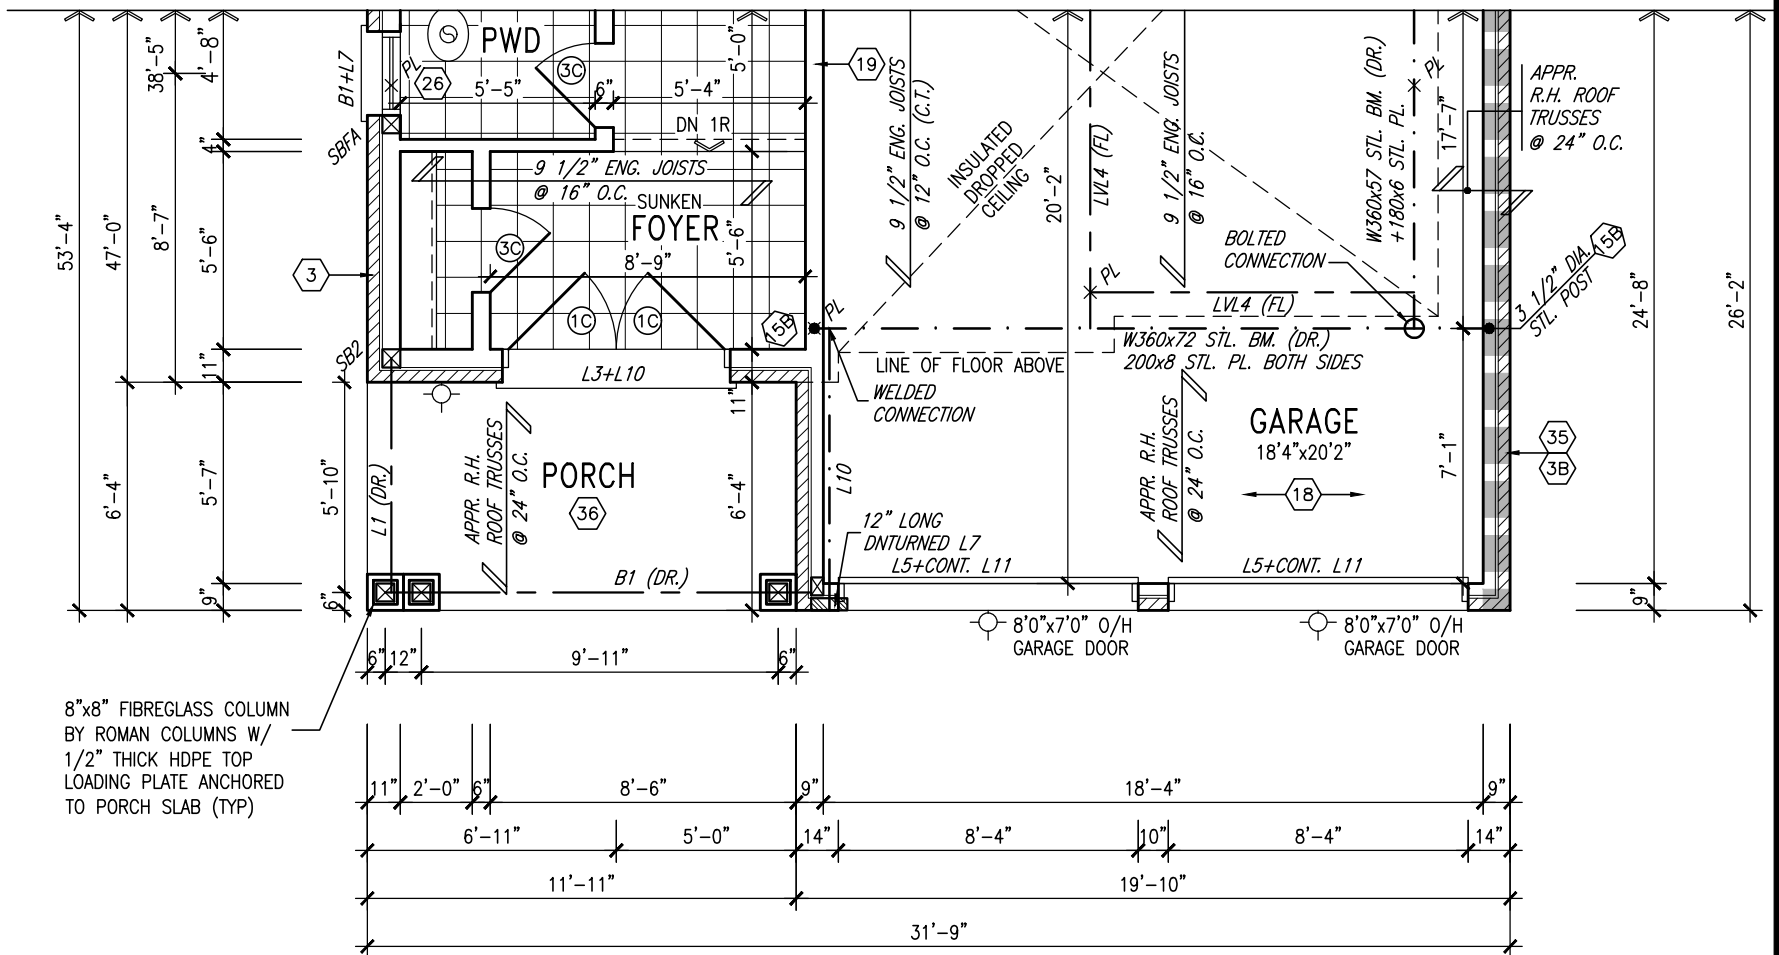 PWD
26
PL
B1+L7
SBFA
3C
5'-5"
6"
5'-4"
5'-0"
DN 1R
9 1/2" ENG. JOISTS
@ 16" O.C.
SUNKEN
FOYER
3C
8'-9"
5'-6"
1C
1C
15B
PL
3
SB2
L3+L10
19
9 1/2" ENG. JOISTS
@ 12" O.C. (C.T.)
INSULATED
DROPPED
CEILING
20'-2"
LVL4 (FL)
9 1/2" ENG. JOISTS
@ 16" O.C.
W360x57 STL. BM. (DR.)
+180x6 STL. PL.
PL
17'-7"
APPR.
R.H. ROOF
TRUSSES
@ 24" O.C.
BOLTED
CONNECTION
PL
LVL4 (FL)
W360x72 STL. BM. (DR.)
200x8 STL. PL. BOTH SIDES
LINE OF FLOOR ABOVE
WELDED
CONNECTION
15B
3 1/2" DIA.
STL. POST
GARAGE
18'4"x20'2"
18
APPR. R.H.
ROOF TRUSSES
@ 24" O.C.
7'-1"
35
3B
L10
12" LONG
DNTURNED L7
L5+CONT. L11
L5+CONT. L11
8'0"x7'0" O/H
GARAGE DOOR
8'0"x7'0" O/H
GARAGE DOOR
PORCH
36
APPR. R.H.
ROOF TRUSSES
@ 24" O.C.
L1 (DR.)
B1 (DR.)
11"
6'-4"
53'-4"
47'-0"
38'-5"
8'-7"
4'-8"
4"
5'-6"
11"
6'-4"
5'-7"
5'-10"
9"
6"
24'-8"
26'-2"
9"
6"
12"
9'-11"
6"
8"x8" FIBREGLASS COLUMN
BY ROMAN COLUMNS W/
1/2" THICK HDPE TOP
LOADING PLATE ANCHORED
TO PORCH SLAB (TYP)
11"
2'-0"
6"
8'-6"
9"
18'-4"
9"
6'-11"
5'-0"
14"
8'-4"
10"
8'-4"
14"
11'-11"
19'-10"
31'-9"